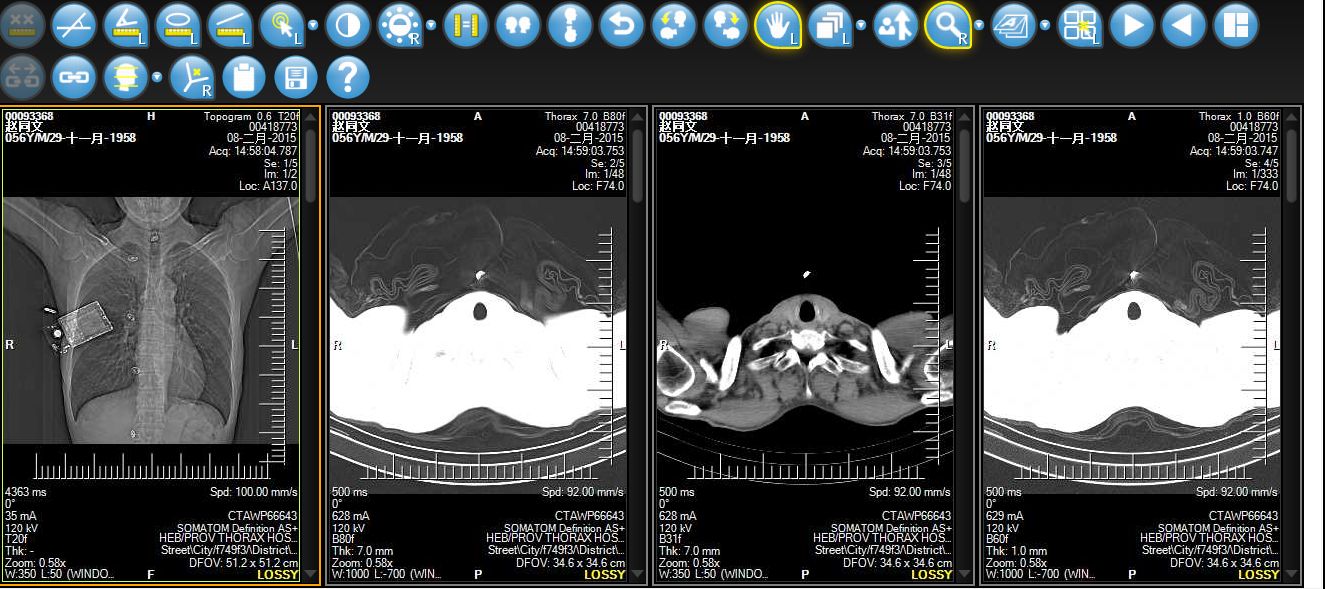 L
L
L
L
R
L
L
R
L
R
?
00093368
H
Topogram 0.6 T20f
赵同文
00418773
056Y/M/29-十一月-1958
08-二月-2015
Acq: 14:58:04.787
Se: 1/5
Im: 1/2
Loc: A137.0
R
L
4363 ms
Spd: 100.00 mm/s
0°
35 mA
CTAWP66643
120 kV
SOMATOM Definition AS+
T20f
HEB/PROV THORAX HOS...
Thk: -
Street\City/f749f3/\District\...
Zoom: 0.58x
DFOV: 51.2 x 51.2 cm
W:350 L:50 (WINDO...
F
LOSSY
00093368
A
Thorax 7.0 B80f
赵同文
00418773
056Y/M/29-十一月-1958
08-二月-2015
Acq: 14:59:03.753
Se: 2/5
Im: 1/48
Loc: F74.0
R
L
500 ms
Spd: 92.00 mm/s
0°
628 mA
CTAWP66643
120 kV
SOMATOM Definition AS+
B80f
HEB/PROV THORAX HOS...
Thk: 7.0 mm
Street\City/f749f3/\District\...
Zoom: 0.58x
DFOV: 34.6 x 34.6 cm
W:1000 L:-700 (WIN...
P
LOSSY
00093368
A
Thorax 7.0 B31f
赵同文
00418773
056Y/M/29-十一月-1958
08-二月-2015
Acq: 14:59:03.753
Se: 3/5
Im: 1/48
Loc: F74.0
R
L
500 ms
Spd: 92.00 mm/s
0°
628 mA
CTAWP66643
120 kV
SOMATOM Definition AS+
B31f
HEB/PROV THORAX HOS...
Thk: 7.0 mm
Street\City/f749f3/\District\...
Zoom: 0.58x
DFOV: 34.6 x 34.6 cm
W:350 L:50 (WINDO...
P
LOSSY
00093368
A
Thorax 1.0 B60f
赵同文
00418773
056Y/M/29-十一月-1958
08-二月-2015
Acq: 14:59:03.747
Se: 4/5
Im: 1/333
Loc: F74.0
R
L
500 ms
Spd: 92.00 mm/s
0°
629 mA
CTAWP66643
120 kV
SOMATOM Definition AS+
B60f
HEB/PROV THORAX HOS...
Thk: 1.0 mm
Street\City/f749f3/\District\...
Zoom: 0.58x
DFOV: 34.6 x 34.6 cm
W:1000 L:-700 (WIN...
P
LOSSY